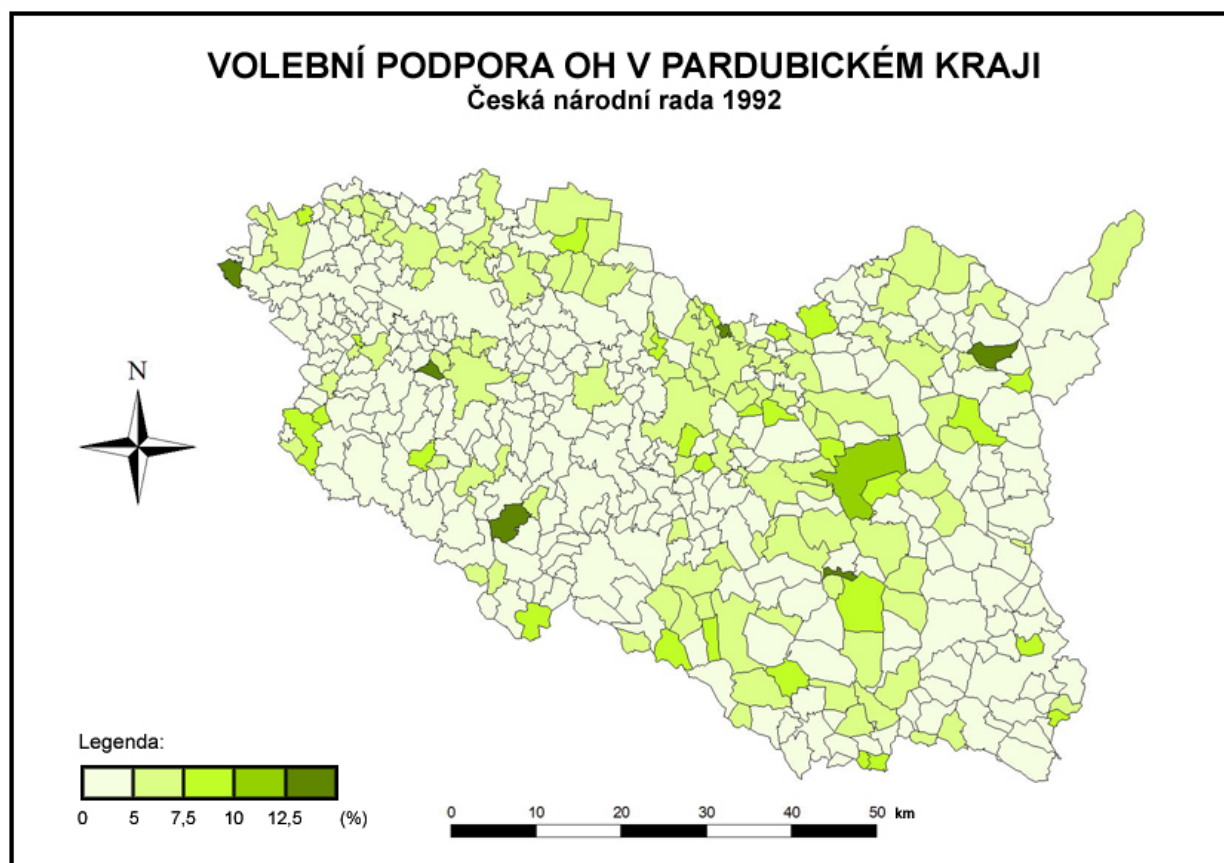 VOLEBNÍ PODPORA OH V PARDUBICKÉM KRAJI
Česká národní rada 1992
N
Legenda:
0 5 7,5 10 12,5 (%)
0 10 20 30 40 50 km